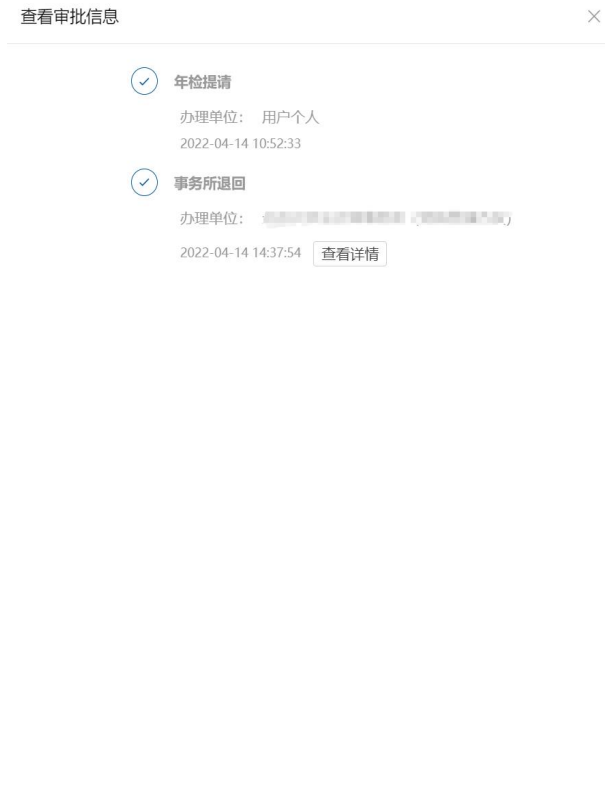 查看审批信息
年检提请
办理单位： 用户个人
2022-04-14 10:52:33
事务所退回
办理单位：
2022-04-14 14:37:54 查看详情